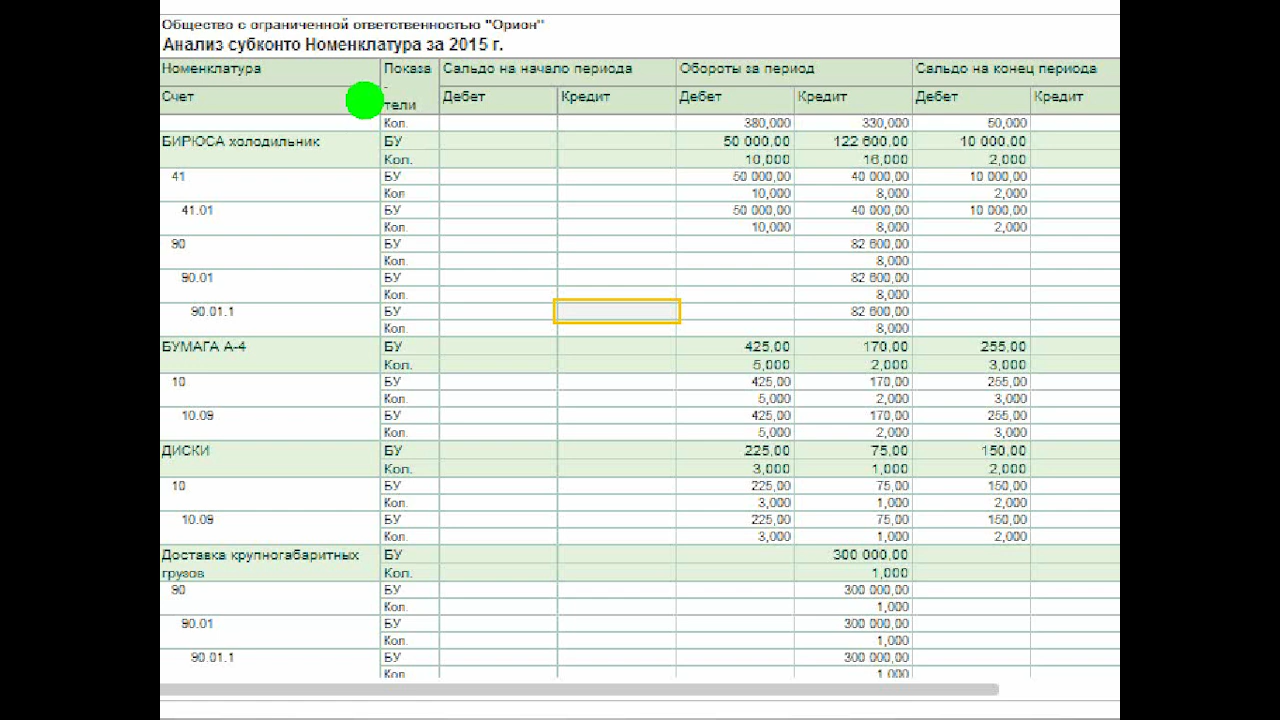 Общество с ограниченной ответственностью "Орион"
Анализ субконто Номенклатура за 2015 г.
Номенклатура Показа Сальдо на начало периода Обороты за период Сальдо на конец периода
-
Счет тели Дебет Кредит Дебет Кредит Дебет Кредит
Кол. 380,000 330,000 50,000
БИРЮСА холодильник БУ 50 000,00 122 600,00 10 000,00
Кол. 10,000 16,000 2,000
41 БУ 50 000,00 40 000,00 10 000,00
Кол 10,000 8,000 2,000
41.01 БУ 50 000,00 40 000,00 10 000,00
Кол. 10,000 8,000 2,000
90 БУ 82 600,00
Кол. 8,000
90.01 БУ 82 600,00
Кол. 8,000
90.01.1 БУ 82 600,00
Кол. 8,000
БУМАГА А-4 БУ 425,00 170,00 255,00
Кол. 5,000 2,000 3,000
10 БУ 425,00 170,00 255,00
Кол. 5,000 2,000 3,000
10.09 БУ 425,00 170,00 255,00
Кол. 5,000 2,000 3,000
ДИСКИ БУ 225,00 75,00 150,00
Кол. 3,000 1,000 2,000
10 БУ 225,00 75,00 150,00
Кол. 3,000 1,000 2,000
10.09 БУ 225,00 75,00 150,00
Кол. 3,000 1,000 2,000
Доставка крупногабаритных БУ 300 000,00
грузов Кол. 1,000
90 БУ 300 000,00
Кол. 1,000
90.01 БУ 300 000,00
Кол. 1,000
90.01.1 БУ 300 000,00
Кол. 1,000